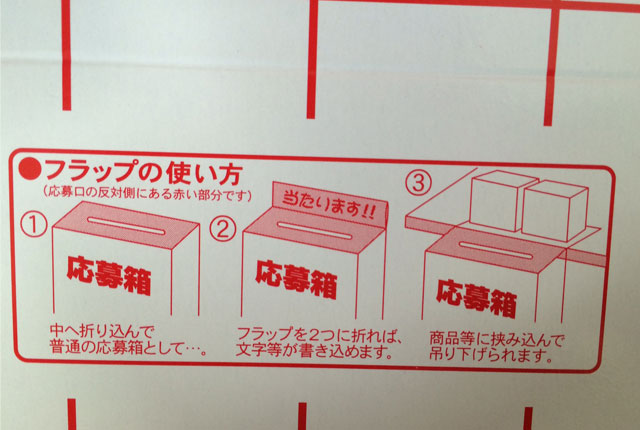 ●フラップの使い方
(応募口の反対側にある赤い部分です)
①
応募箱
中へ折り込んで
普通の応募箱として…。
②
当たります!!
応募箱
フラップを2つに折れば、
文字等が書き込めます。
③
応募箱
商品等に挟み込んで
吊り下げられます。